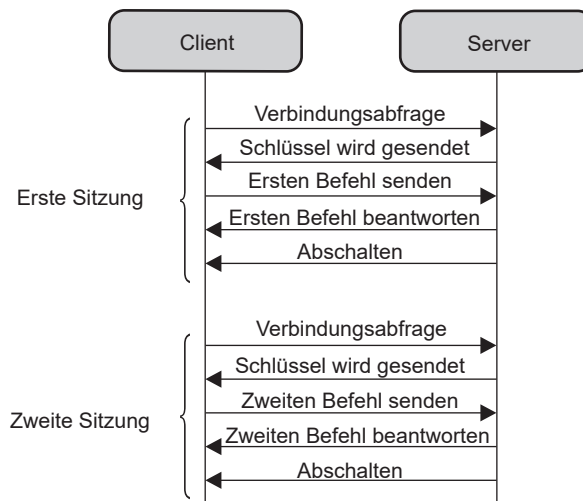 Client
Server
Verbindungsabfrage
Schlüssel wird gesendet
Ersten Befehl senden
Erste Sitzung
Ersten Befehl beantworten
Abschalten
Verbindungsabfrage
Schlüssel wird gesendet
Zweiten Befehl senden
Zweite Sitzung
Zweiten Befehl beantworten
Abschalten